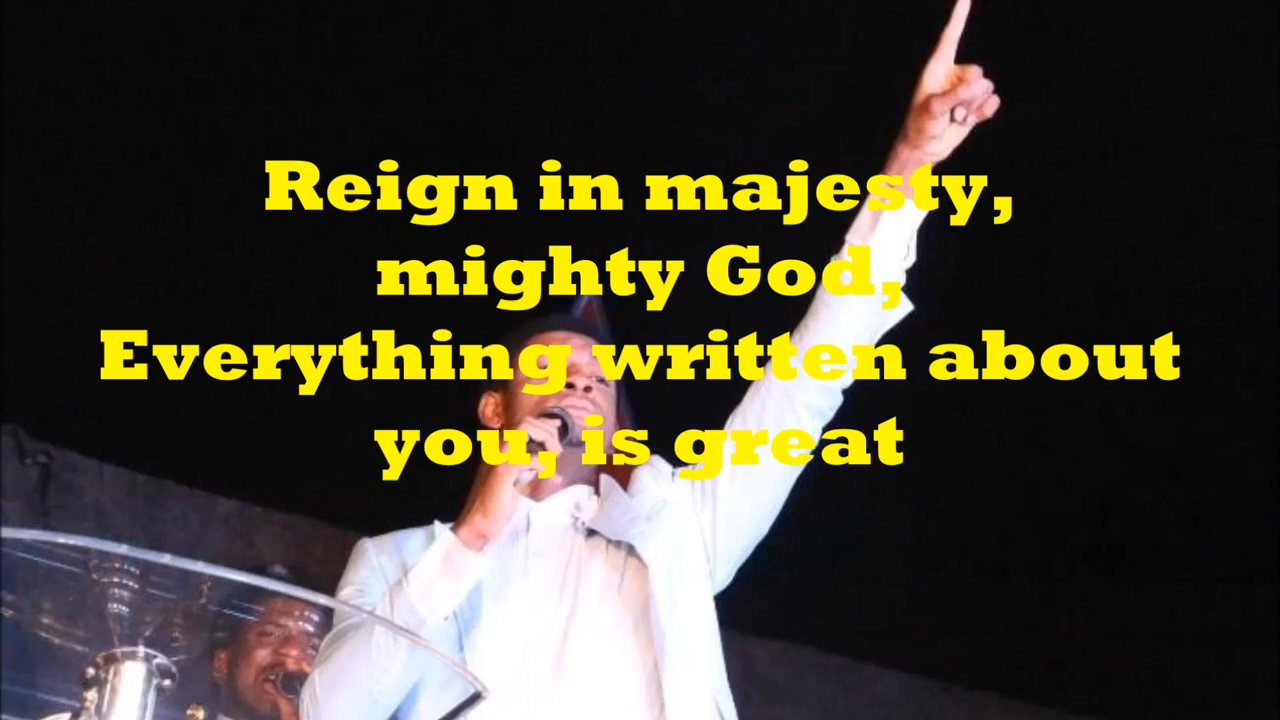 Reign in majesty,
mighty God,
Everything written about
you, is great